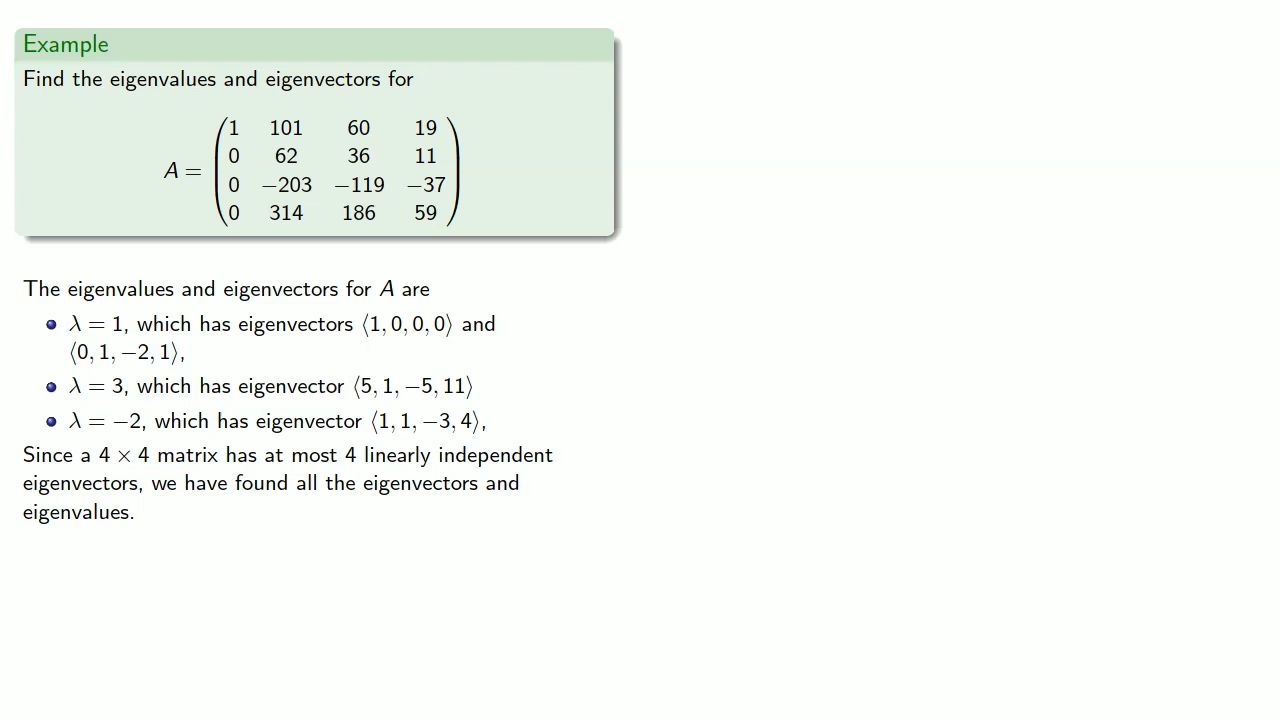 Example
Find the eigenvalues and eigenvectors for
A = 
1 101 60 19
0 62 36 11
0 −203 −119 −37
0 314 186 59
The eigenvalues and eigenvectors for A are
λ = 1, which has eigenvectors ⟨1, 0, 0, 0⟩ and
⟨0, 1, −2, 1⟩,
λ = 3, which has eigenvector ⟨5, 1, −5, 11⟩
λ = −2, which has eigenvector ⟨1, 1, −3, 4⟩,
Since a 4 × 4 matrix has at most 4 linearly independent
eigenvectors, we have found all the eigenvectors and
eigenvalues.